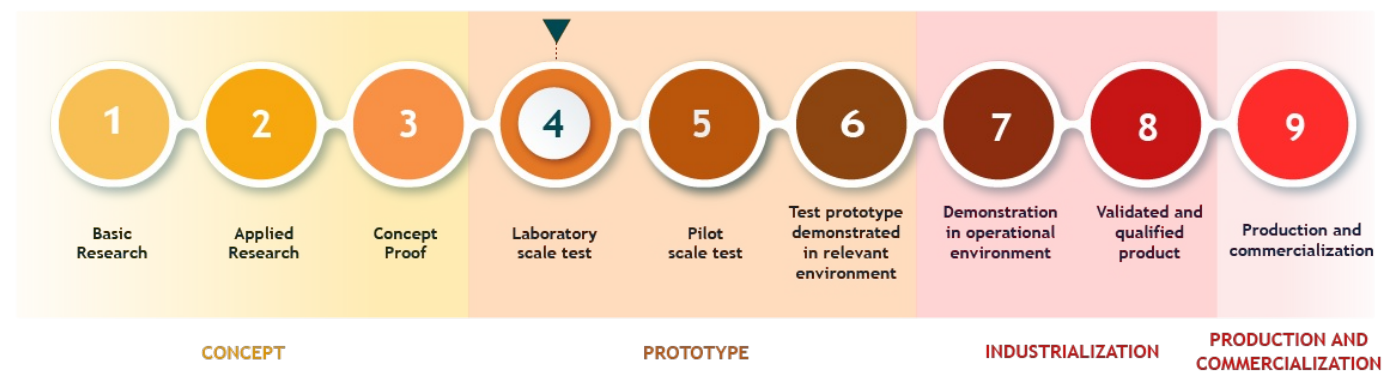 1
2
3
4
5
6
7
8
9
Basic
Research
Applied
Research
Concept
Proof
Laboratory
scale test
Pilot
scale test
Test prototype
demonstrated
in relevant
environment
Demonstration
in operational
environment
Validated and
qualified
product
Production and
commercialization
CONCEPT
PROTOTYPE
INDUSTRIALIZATION
PRODUCTION AND
COMMERCIALIZATION